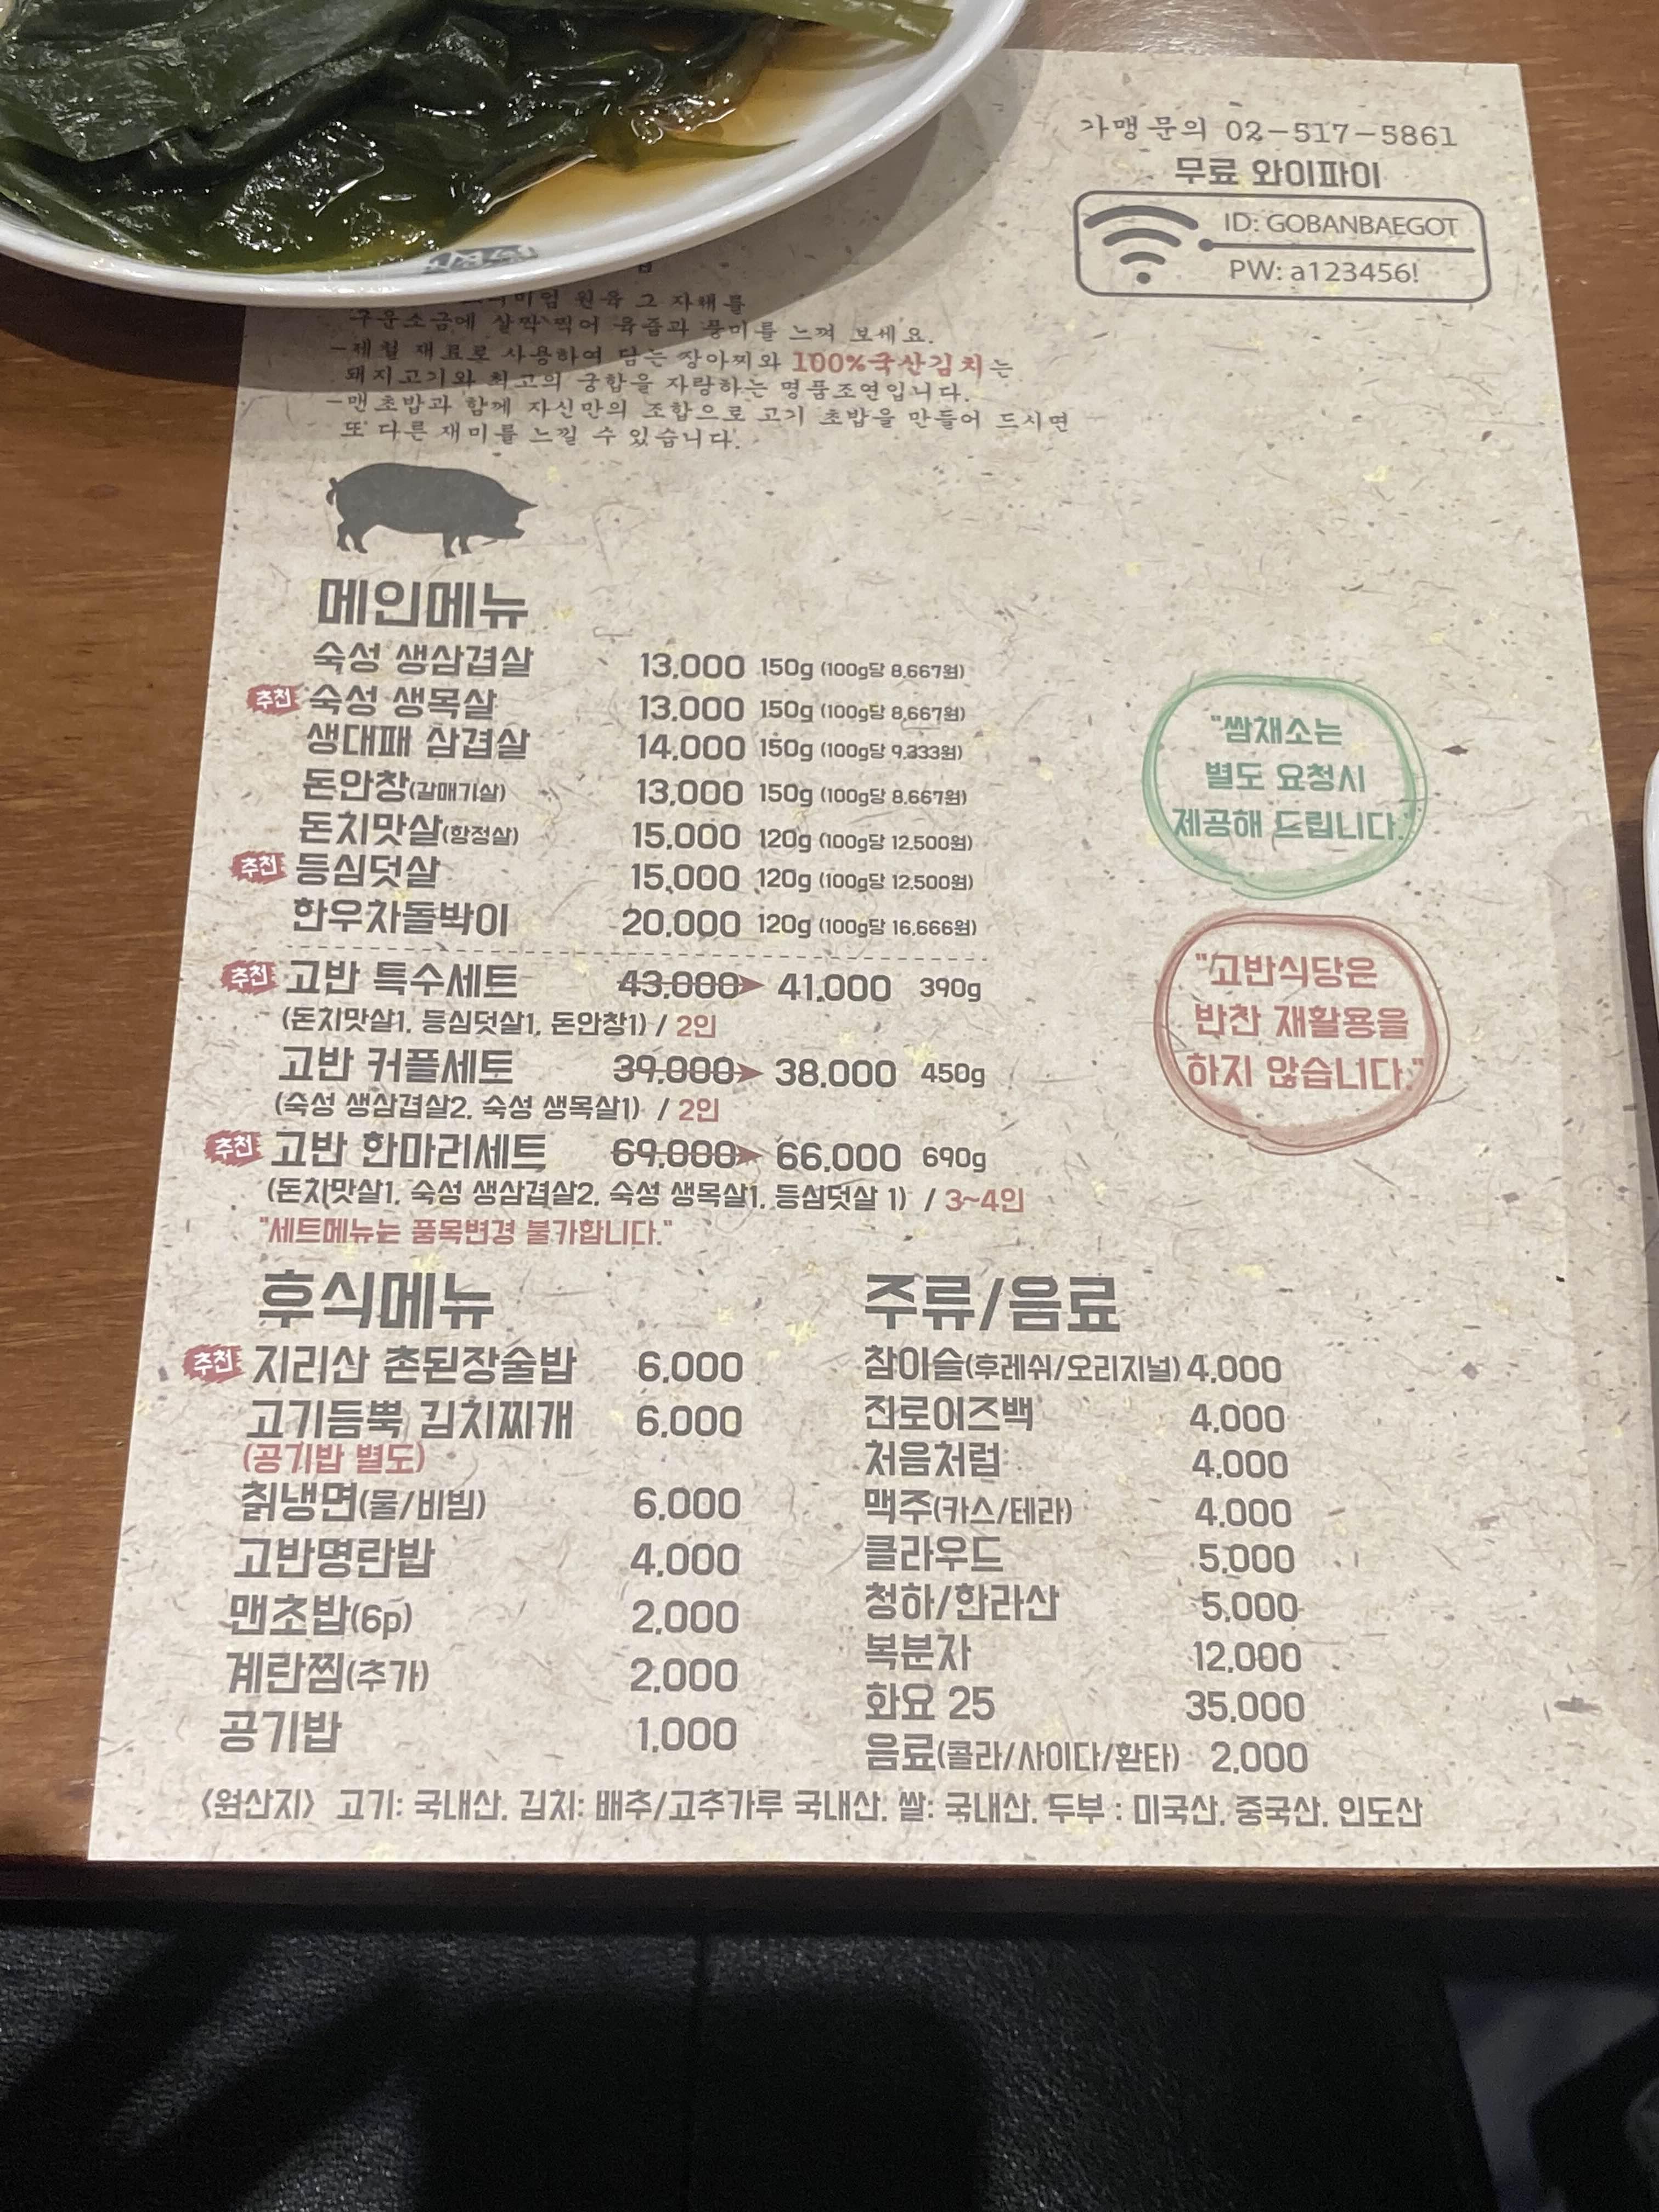 가맹문의 02-517-5861
무료 와이파이
ID: GOBANBAEGOT
PW: a123456!
원육 그 자체를
구운소금에 살짝 찍어 육즙과 풍미를 느껴 보세요.
-제철 재료로 사용하여 담는 장아찌와 100%국산김치는
돼지고기와 최고의 궁합을 자랑하는 명품조연입니다.
-맨초밥과 함께 자신만의 조합으로 고기 초밥을 만들어 드시면
또 다른 재미를 느낄 수 있습니다.
메인메뉴
숙성 생삼겹살 13,000 150g (100g당 8,667원)
추천 숙성 생목살 13,000 150g (100g당 8,667원)
생대패 삼겹살 14,000 150g (100g당 9,333원)
돈안창(갈매기살) 13,000 150g (100g당 8,667원)
돈치맛살(항정살) 15,000 120g (100g당 12,500원)
추천 등심덧살 15,000 120g (100g당 12,500원)
한우차돌박이 20,000 120g (100g당 16,666원)
"쌈채소는
별도 요청시
제공해 드립니다."
"고반식당은
반찬 재활용을
하지 않습니다."
추천 고반 특수세트 43,000 41,000 390g
(돈치맛살1, 등심덧살1, 돈안창1) / 2인
고반 커플세트 39,000 38,000 450g
(숙성 생삼겹살2, 숙성 생목살1) / 2인
추천 고반 한마리세트 69,000 66,000 690g
(돈치맛살1, 숙성 생삼겹살2, 숙성 생목살1, 등심덧살 1) / 3~4인
"세트메뉴는 품목변경 불가합니다."
후식메뉴
추천 지리산 촌된장술밥 6,000
고기듬뿍 김치찌개 6,000
(공기밥 별도)
칡냉면(물/비빔) 6,000
고반명란밥 4,000
맨초밥(6p) 2,000
계란찜(추가) 2,000
공기밥 1,000
주류/음료
참이슬(후레쉬/오리지널) 4,000
진로이즈백 4,000
처음처럼 4,000
맥주(카스/테라) 4,000
클라우드 5,000
청하/한라산 5,000
복분자 12,000
화요 25 35,000
음료(콜라/사이다/환타) 2,000
〈원산지〉 고기: 국내산, 김치: 배추/고추가루 국내산, 쌀: 국내산, 두부 : 미국산, 중국산, 인도산